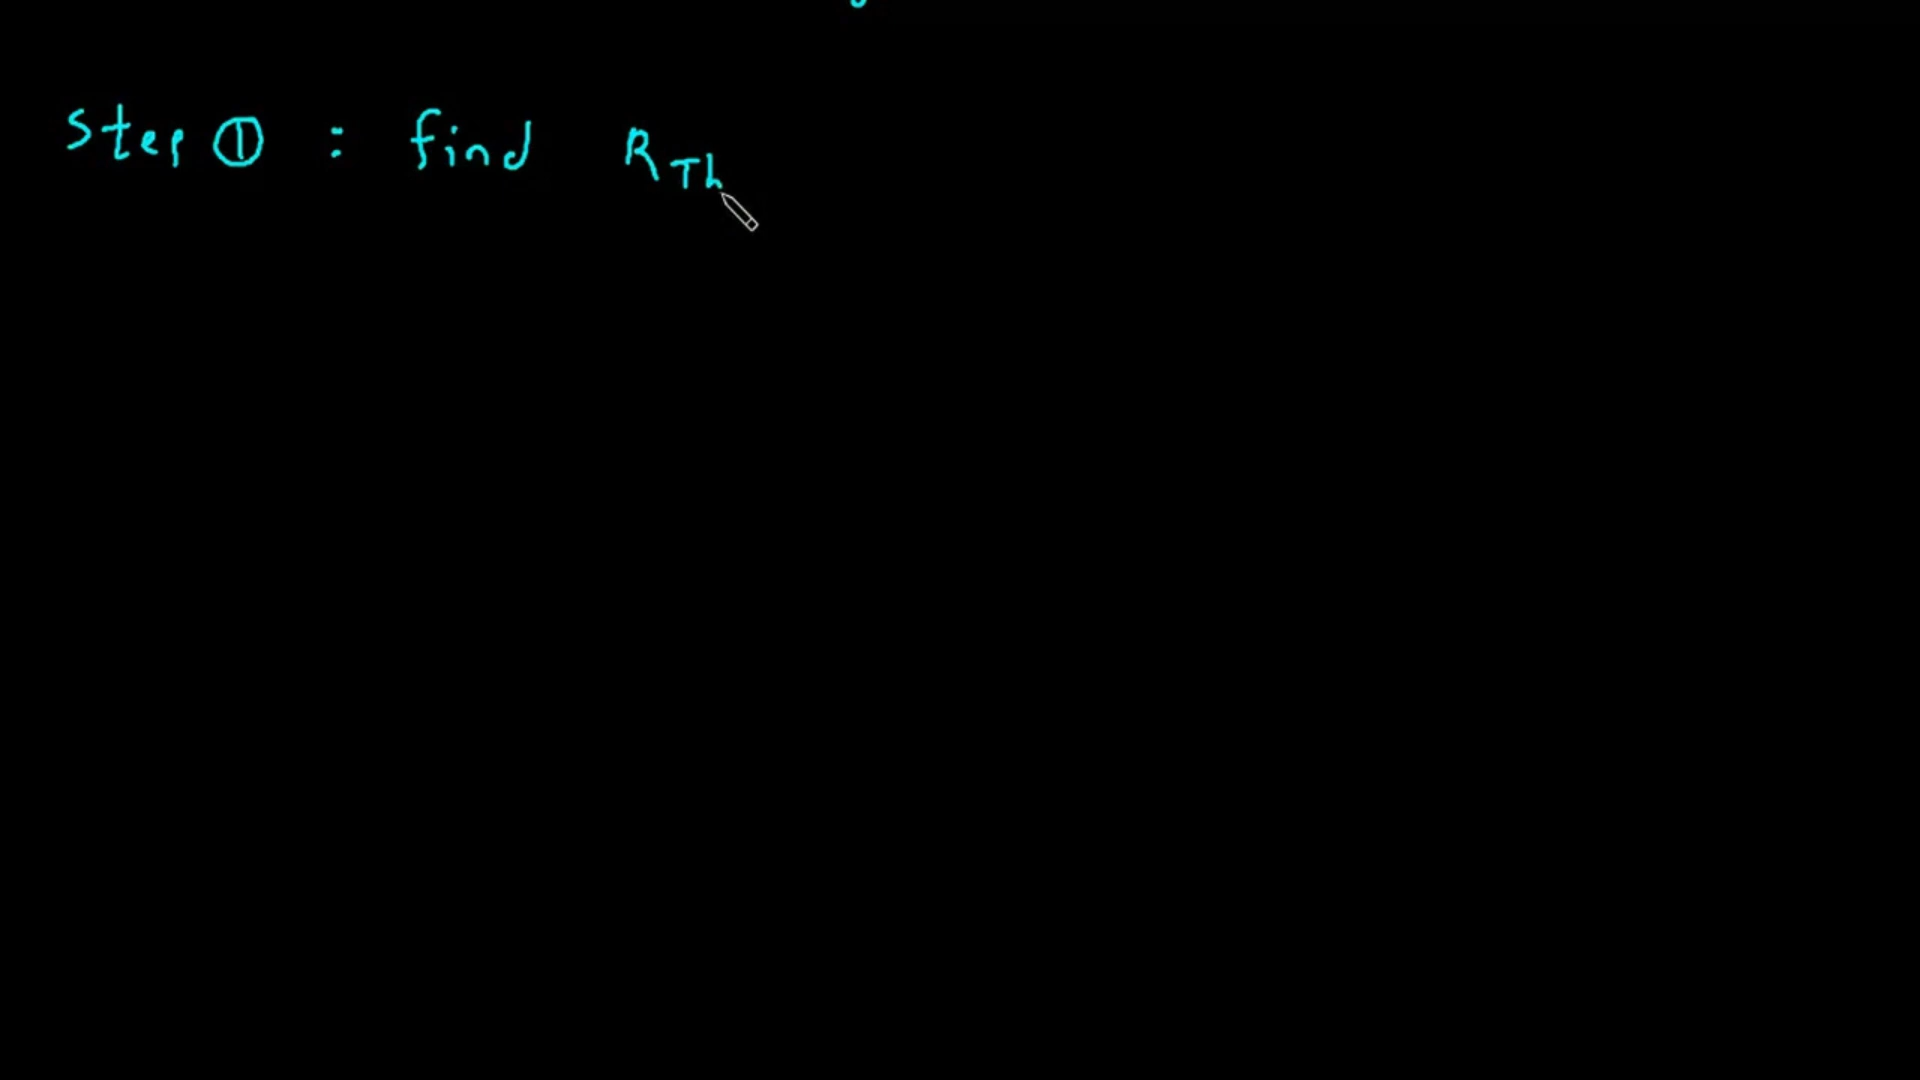 Step ① : find R_Th